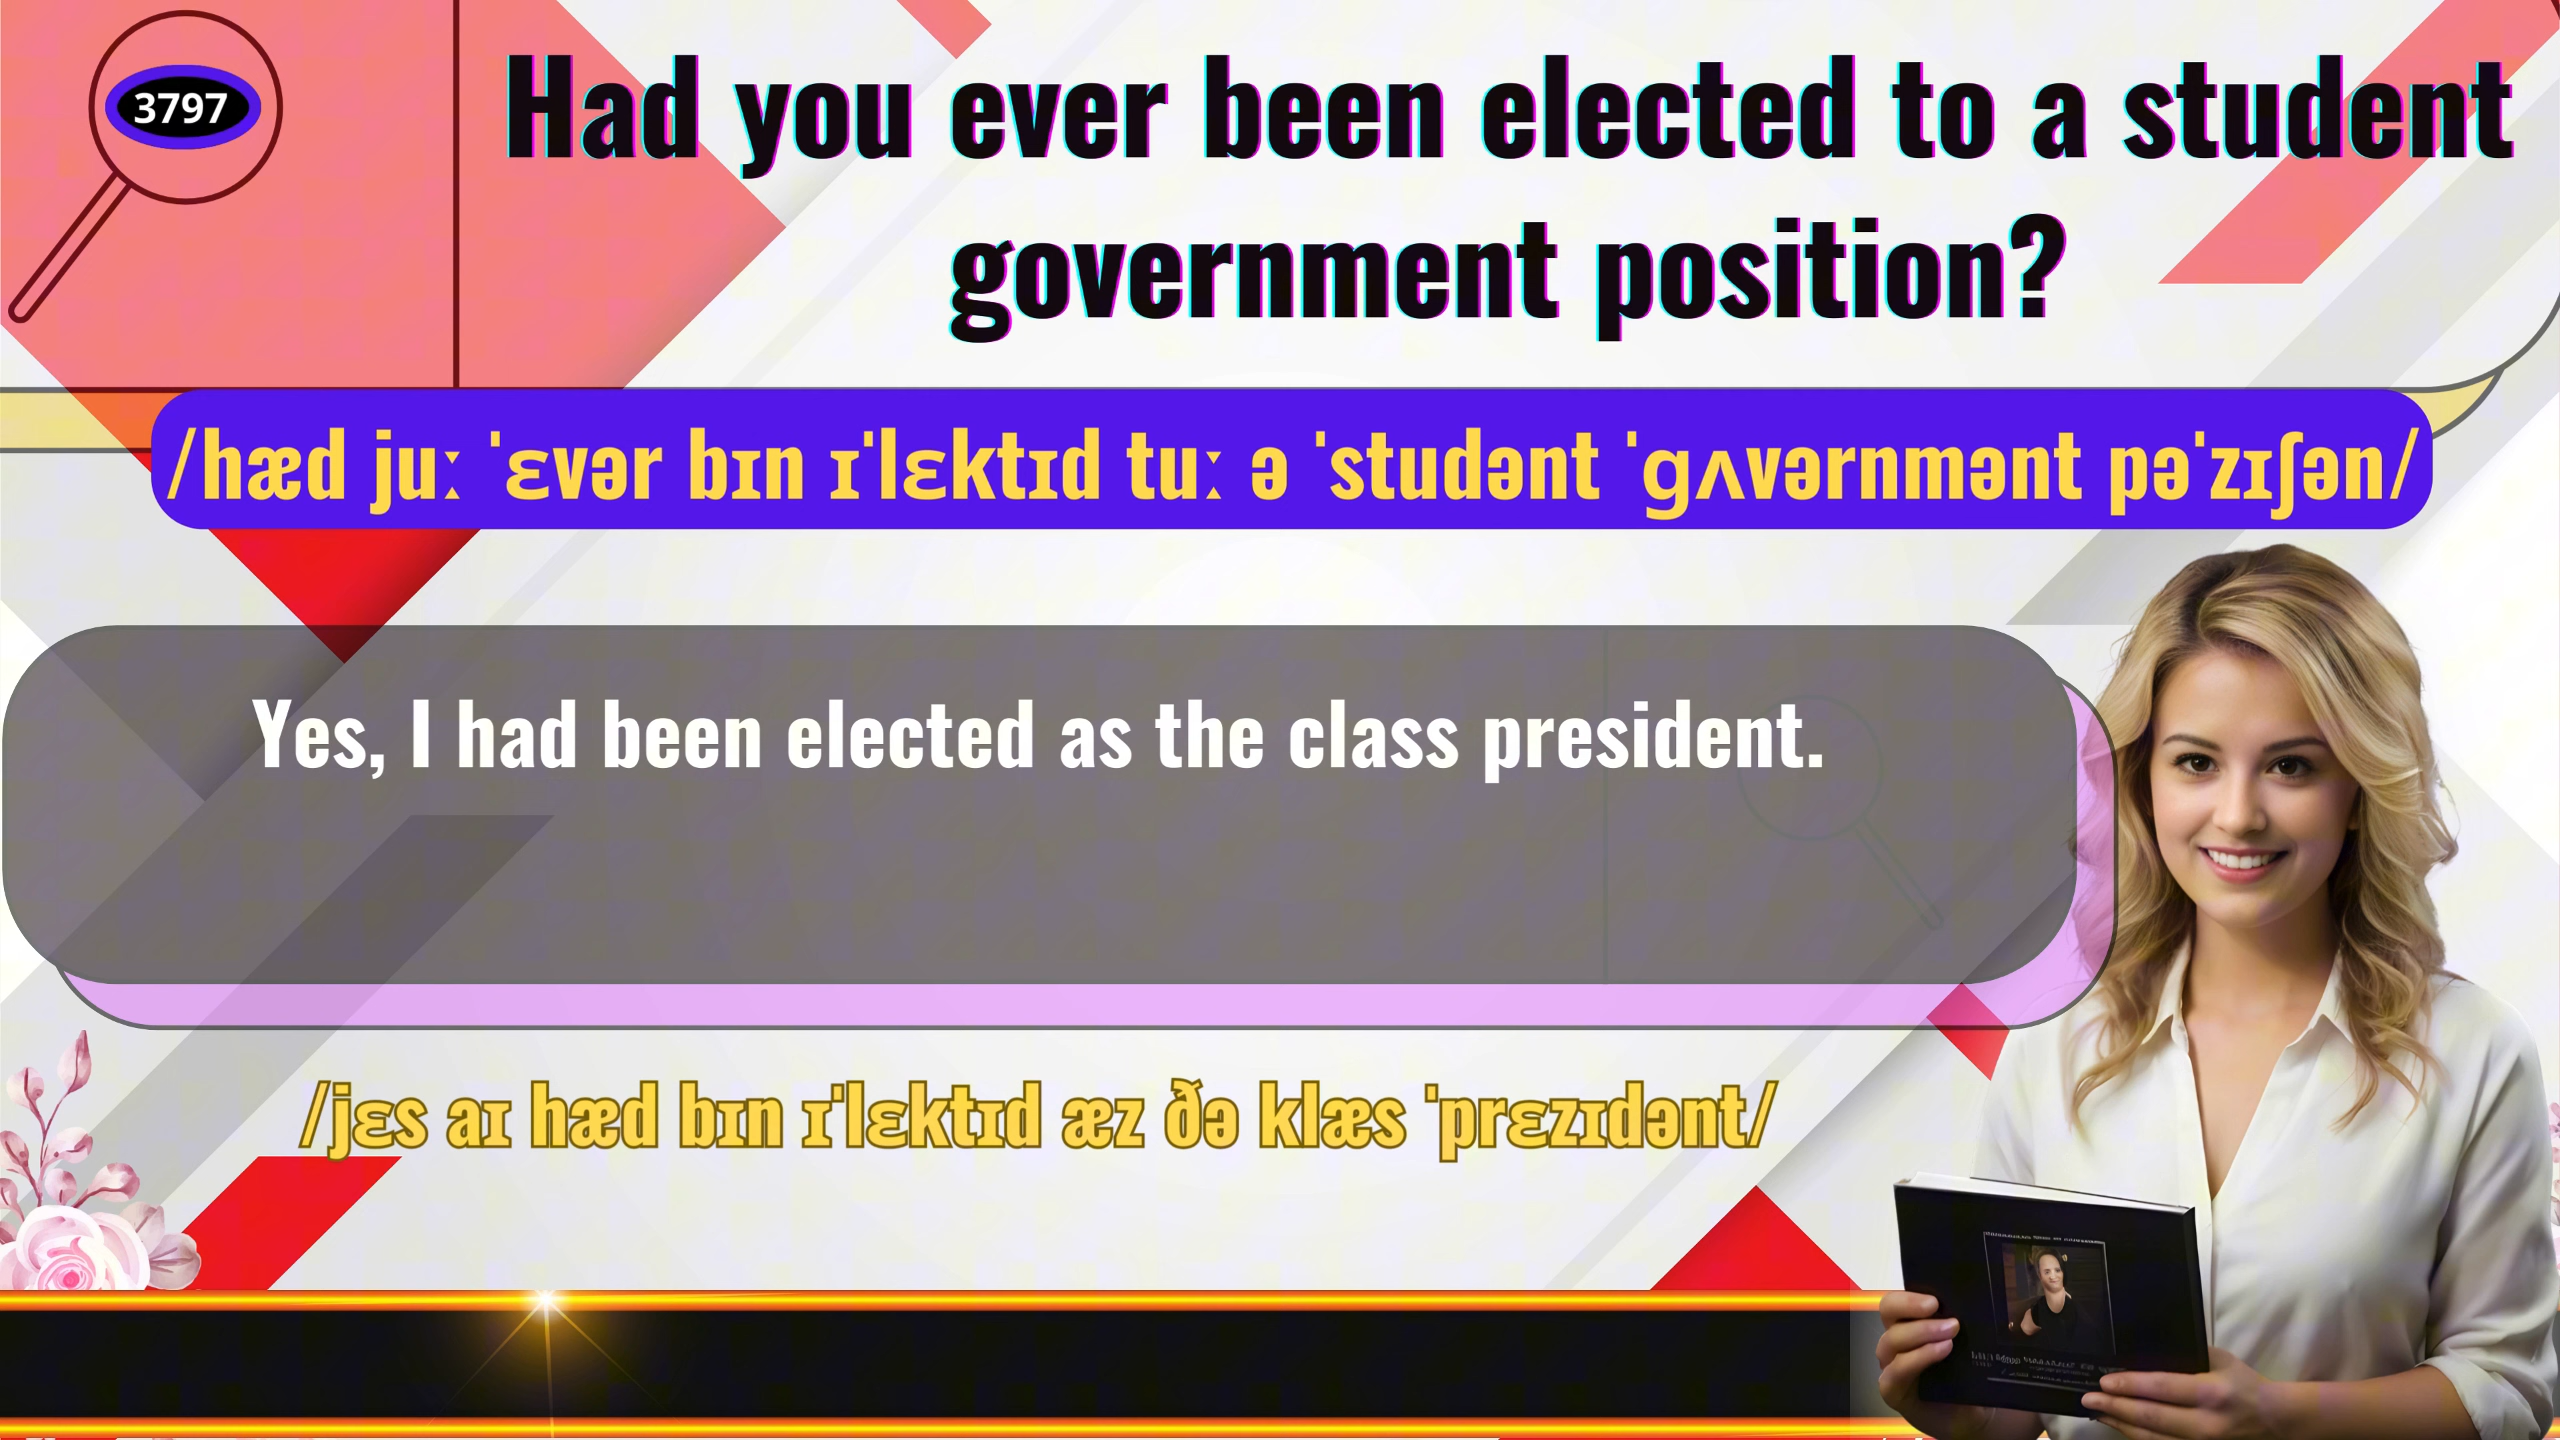 3797
Had you ever been elected to a student
government position?
/hæd juː ˈɛvər bɪn ɪˈlɛktɪd tuː ə ˈstudənt ˈɡʌvərnmənt pəˈzɪʃən/
Yes, I had been elected as the class president.
/jɛs aɪ hæd bɪn ɪˈlɛktɪd æz ðə klæs ˈprɛzɪdənt/